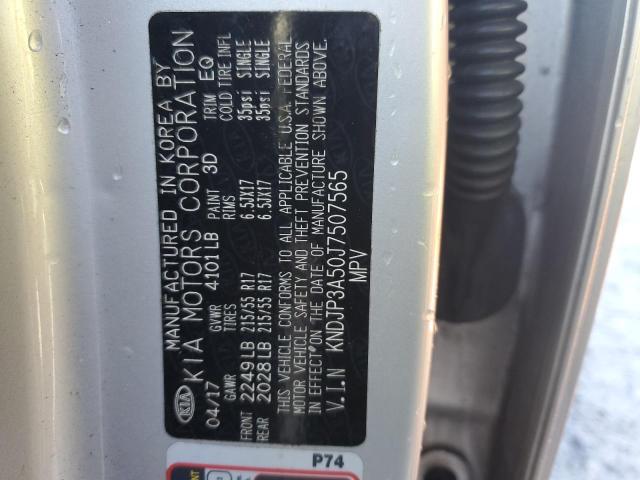 KIA
MANUFACTURED IN KOREA BY
KIA MOTORS CORPORATION
04/17 GVWR 4101LB PAINT 3D TRIM EQ
GAWR TIRES RIMS COLD TIRE INFL
FRONT 2249LB 215/55 R17 6.5JX17 35psi SINGLE
REAR 2028LB 215/55 R17 6.5JX17 35psi SINGLE
THIS VEHICLE CONFORMS TO ALL APPLICABLE U.S.A. FEDERAL
MOTOR VEHICLE SAFETY AND THEFT PREVENTION STANDARDS
IN EFFECT ON THE DATE OF MANUFACTURE SHOWN ABOVE.
V.I.N KNDJP3A50J7507565
MPV
P74